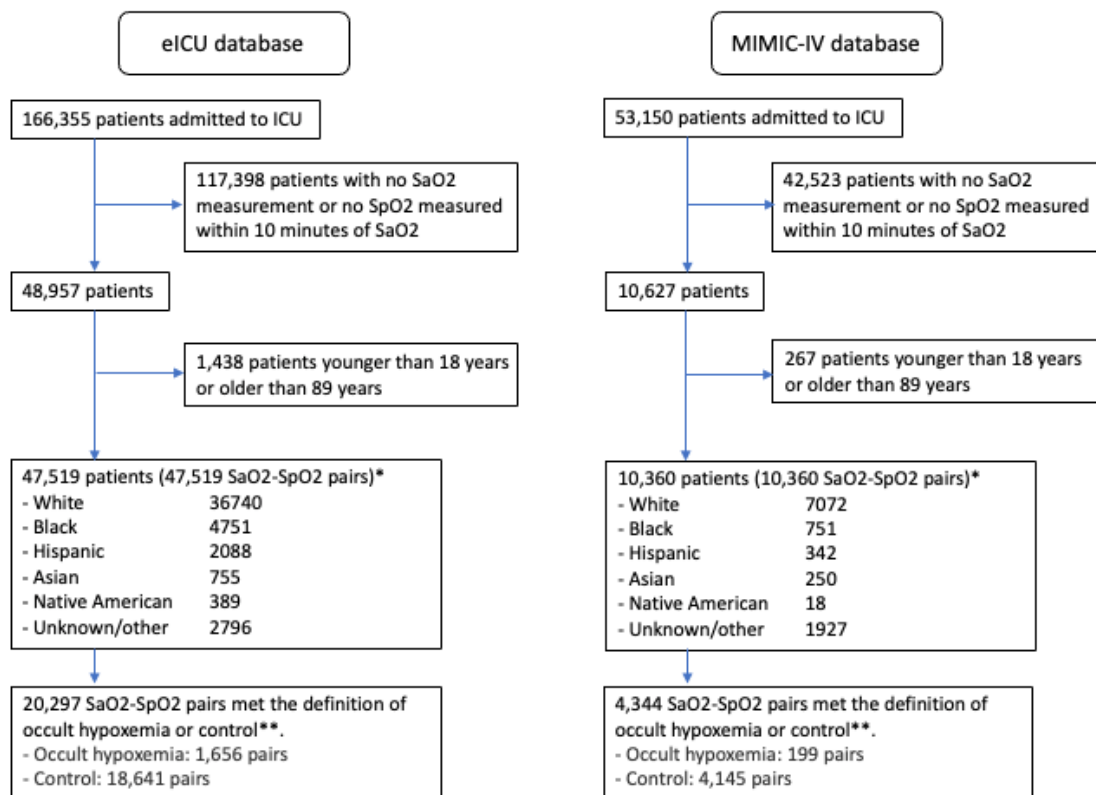 eICU database
166,355 patients admitted to ICU
117,398 patients with no SaO2
measurement or no SpO2 measured
within 10 minutes of SaO2
48,957 patients
1,438 patients younger than 18 years
or older than 89 years
47,519 patients (47,519 SaO2-SpO2 pairs)*
- White 36740
- Black 4751
- Hispanic 2088
- Asian 755
- Native American 389
- Unknown/other 2796
20,297 SaO2-SpO2 pairs met the definition of
occult hypoxemia or control**.
- Occult hypoxemia: 1,656 pairs
- Control: 18,641 pairs
MIMIC-IV database
53,150 patients admitted to ICU
42,523 patients with no SaO2
measurement or no SpO2 measured
within 10 minutes of SaO2
10,627 patients
267 patients younger than 18 years
or older than 89 years
10,360 patients (10,360 SaO2-SpO2 pairs)*
- White 7072
- Black 751
- Hispanic 342
- Asian 250
- Native American 18
- Unknown/other 1927
4,344 SaO2-SpO2 pairs met the definition of
occult hypoxemia or control**.
- Occult hypoxemia: 199 pairs
- Control: 4,145 pairs